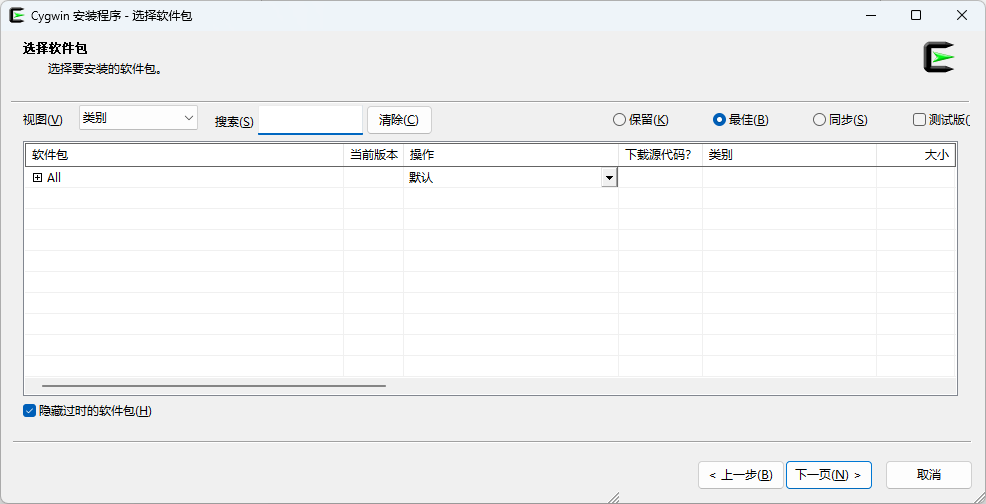 Cygwin 安装程序 - 选择软件包
选择软件包
选择要安装的软件包。
视图(V) 类别 搜索(S) 清除(C) 保留(K) 最佳(B) 同步(S) 测试版(
软件包 当前版本 操作 下载源代码? 类别 大小
All 默认
隐藏过时的软件包(H)
< 上一步(B) 下一页(N) > 取消